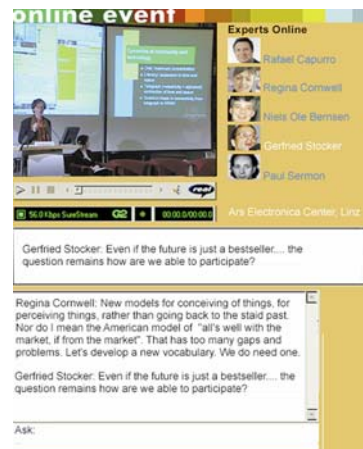 online event
Experts Online
Rafael Capurro
Regina Cornwell
Niels Ole Bernsen
Gerfried Stocker
Paul Sermon
real
56.0 Kbps SureStream G2 00:00.0/00:00.0
Ars Electronica Center, Linz
Gerfried Stocker: Even if the future is just a bestseller.... the
question remains how are we able to participate?
Regina Cornwell: New models for conceiving of things, for
perceiving things, rather than going back to the staid past.
Nor do I mean the American model of "all's well with the
market, if from the market". That has too many gaps and
problems. Let's develop a new vocabulary. We do need one.
Gerfried Stocker: Even if the future is just a bestseller.... the
question remains how are we able to participate?
Ask: